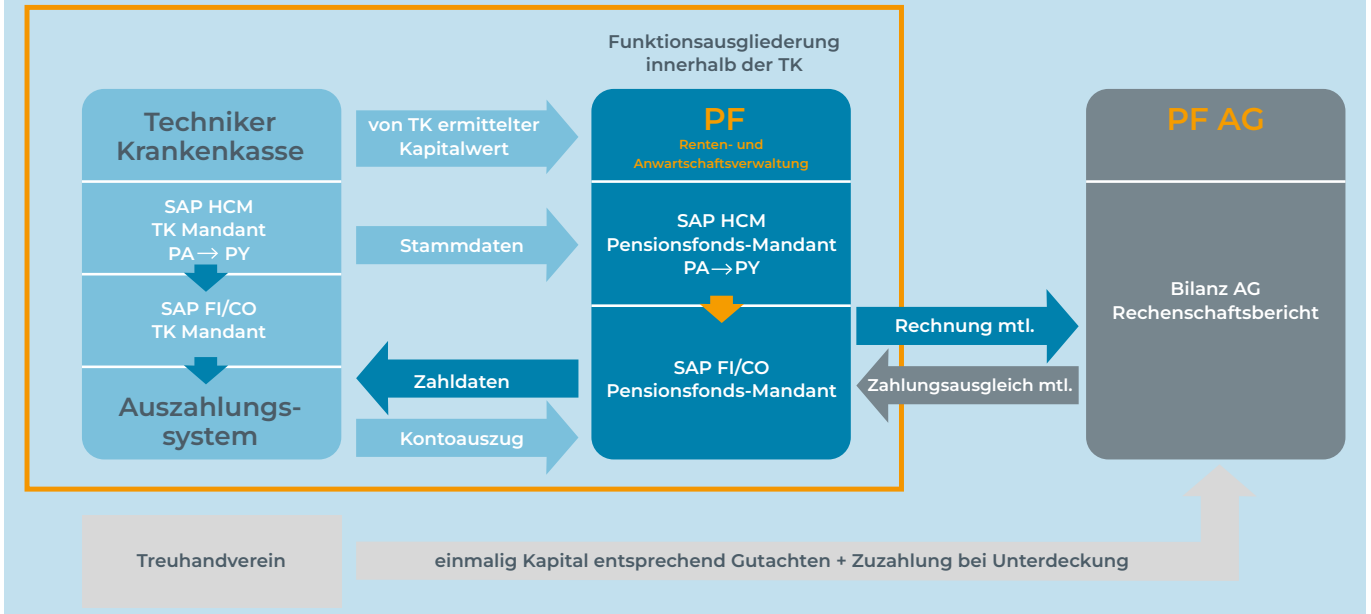 Funktionsausgliederung
innerhalb der TK
Techniker
Krankenkasse
SAP HCM
TK Mandant
PA → PY
SAP FI/CO
TK Mandant
Auszahlungs-
system
von TK ermittelter
Kapitalwert
Stammdaten
Zahldaten
Kontoauszug
PF
Renten- und
Anwartschaftsverwaltung
SAP HCM
Pensionsfonds-Mandant
PA → PY
SAP FI/CO
Pensionsfonds-Mandant
Rechnung mtl.
Zahlungsausgleich mtl.
PF AG
Bilanz AG
Rechenschaftsbericht
Treuhandverein
einmalig Kapital entsprechend Gutachten + Zuzahlung bei Unterdeckung